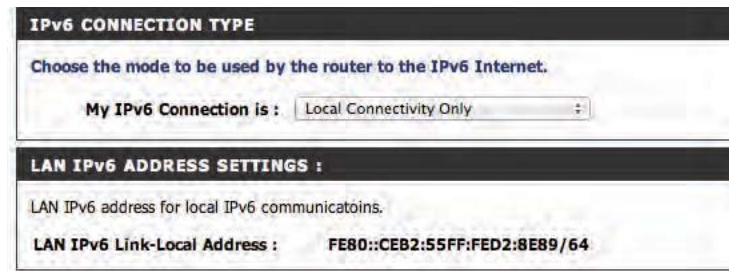 IPv6 CONNECTION TYPE
Choose the mode to be used by the router to the IPv6 Internet.
My IPv6 Connection is : Local Connectivity Only
LAN IPv6 ADDRESS SETTINGS :
LAN IPv6 address for local IPv6 communicatoins.
LAN IPv6 Link-Local Address : FE80::CEB2:55FF:FED2:8E89/64